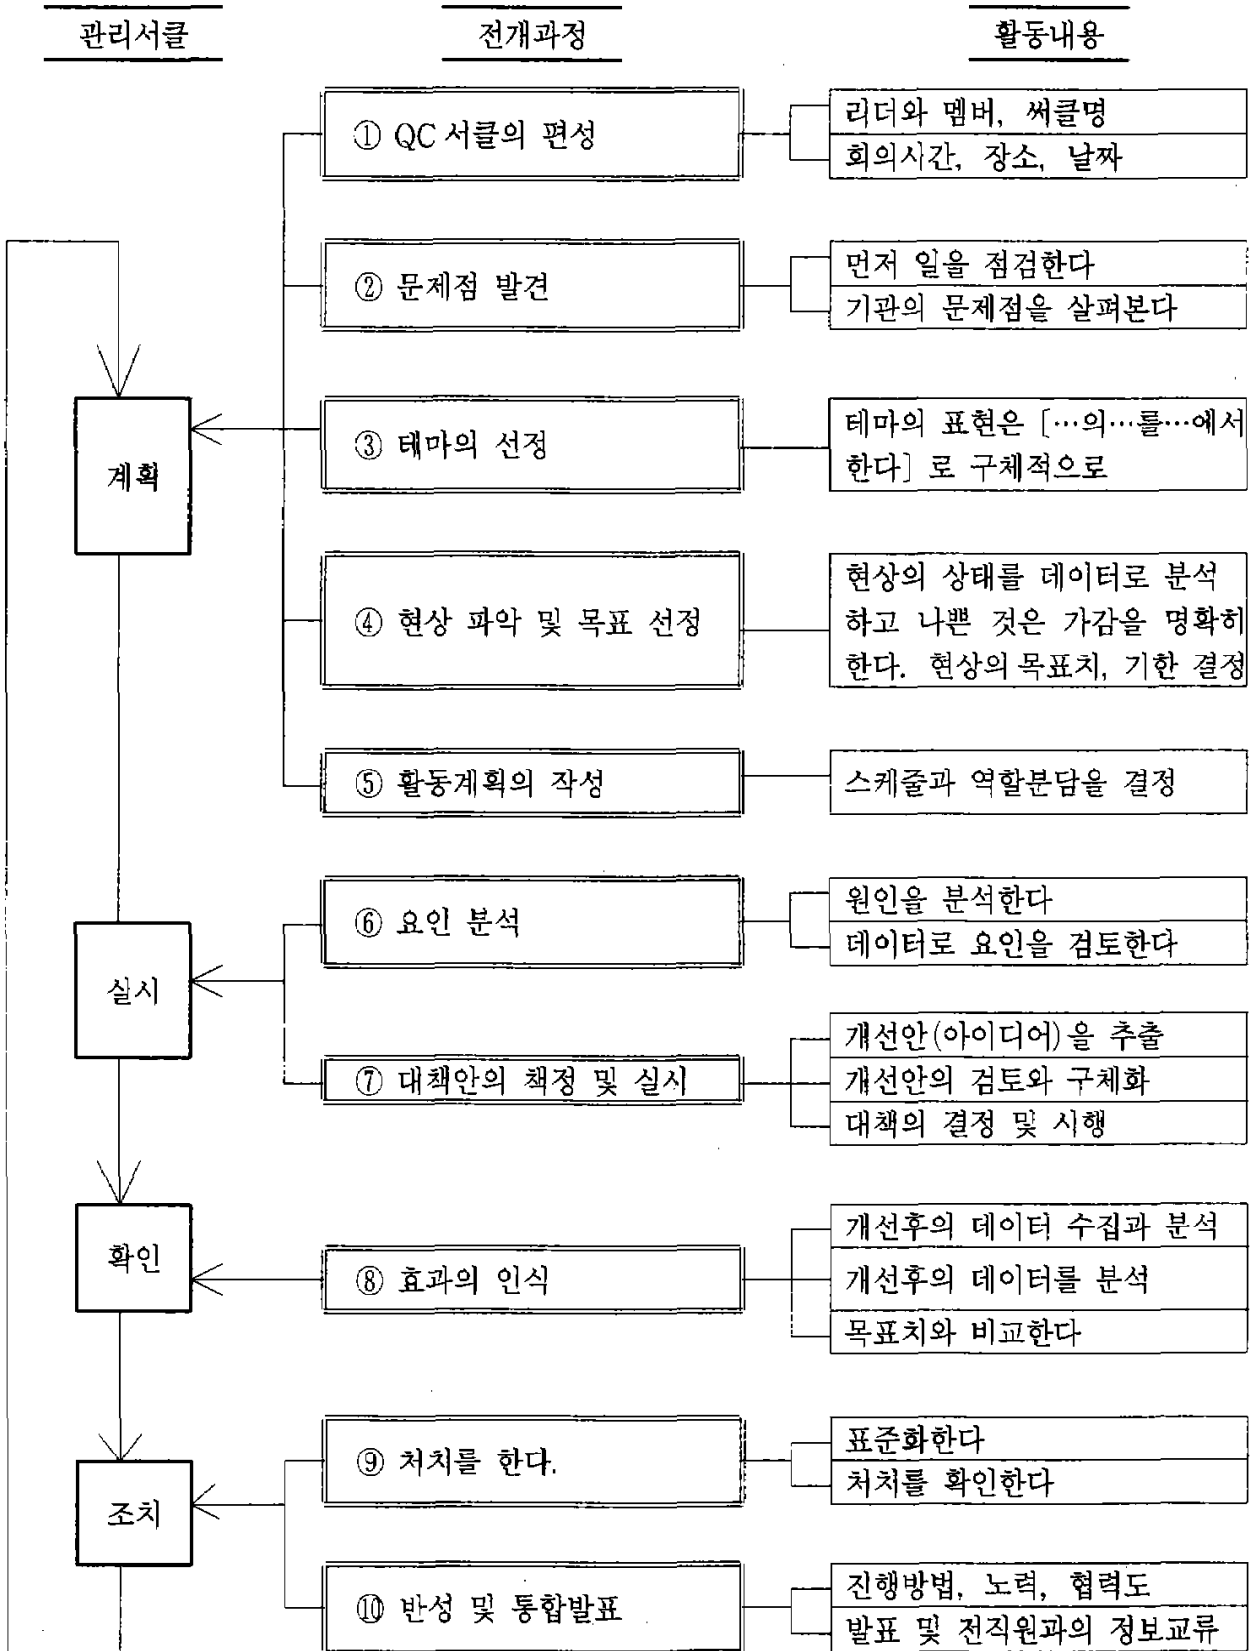 관리서클 전개과정 활동내용
① QC 서클의 편성
리더와 멤버, 써클명
회의시간, 장소, 날짜
② 문제점 발견
먼저 일을 점검한다
기관의 문제점을 살펴본다
계획
③ 테마의 선정
테마의 표현은 […의…를…에서
한다] 로 구체적으로
④ 현상 파악 및 목표 선정
현상의 상태를 데이터로 분석
하고 나쁜 것은 가감을 명확히
한다. 현상의 목표치, 기한 결정
⑤ 활동계획의 작성
스케줄과 역할분담을 결정
실시
⑥ 요인 분석
원인을 분석한다
데이터로 요인을 검토한다
⑦ 대책안의 책정 및 실시
개선안(아이디어)을 추출
개선안의 검토와 구체화
대책의 결정 및 시행
확인
⑧ 효과의 인식
개선후의 데이터 수집과 분석
개선후의 데이터를 분석
목표치와 비교한다
조치
⑨ 처치를 한다.
표준화한다
처치를 확인한다
⑩ 반성 및 통합발표
진행방법, 노력, 협력도
발표 및 전직원과의 정보교류